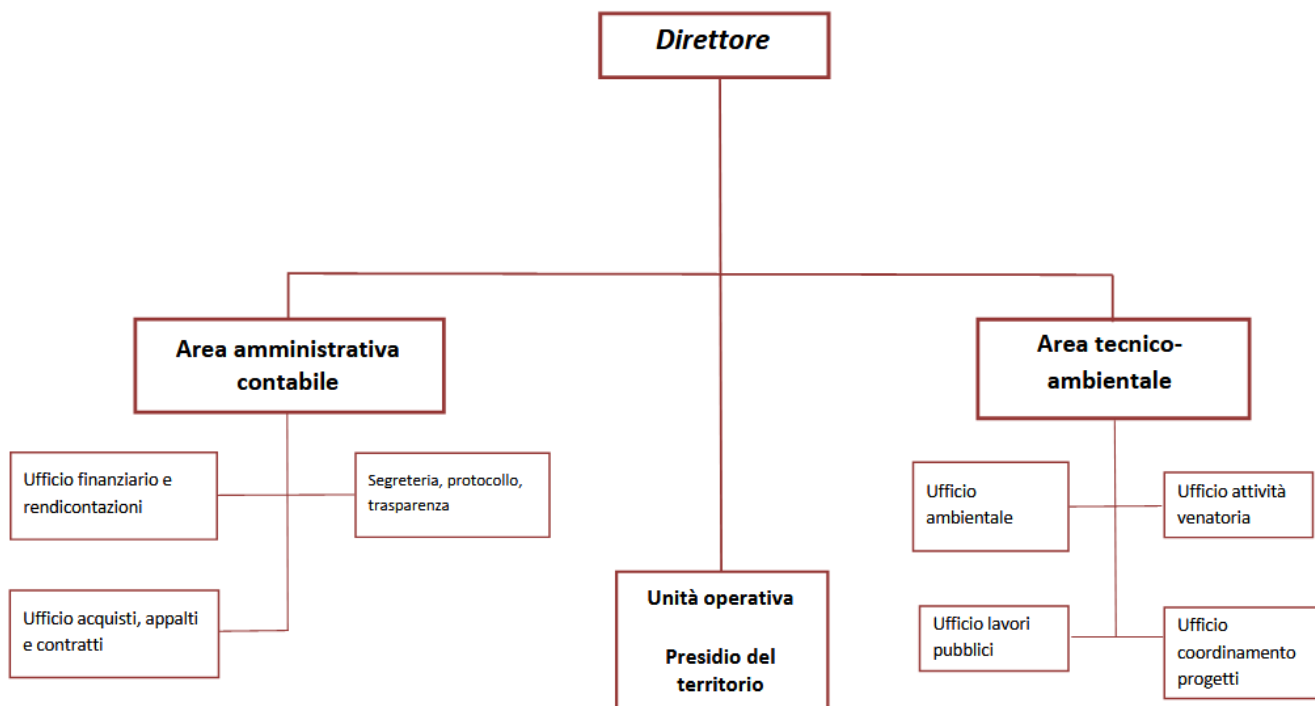 Direttore
Area amministrativa
contabile
Area tecnico-
ambientale
Ufficio finanziario e
rendicontazioni
Segreteria, protocollo,
trasparenza
Ufficio
ambientale
Ufficio attività
venatoria
Ufficio acquisti, appalti
e contratti
Unità operativa
Presidio del
territorio
Ufficio lavori
pubblici
Ufficio
coordinamento
progetti